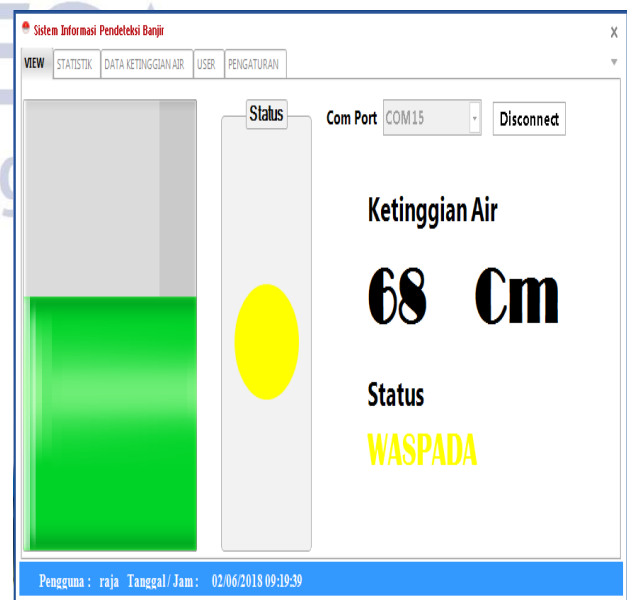 Sistem Informasi Pendeteksi Banjir
VIEW STATISTIK DATA KETINGGIAN AIR USER PENGATURAN
Status Com Port COM15 Disconnect
Ketinggian Air
68 Cm
Status
WASPADA
Pengguna : raja Tanggal / Jam : 02/06/2018 09:19:39